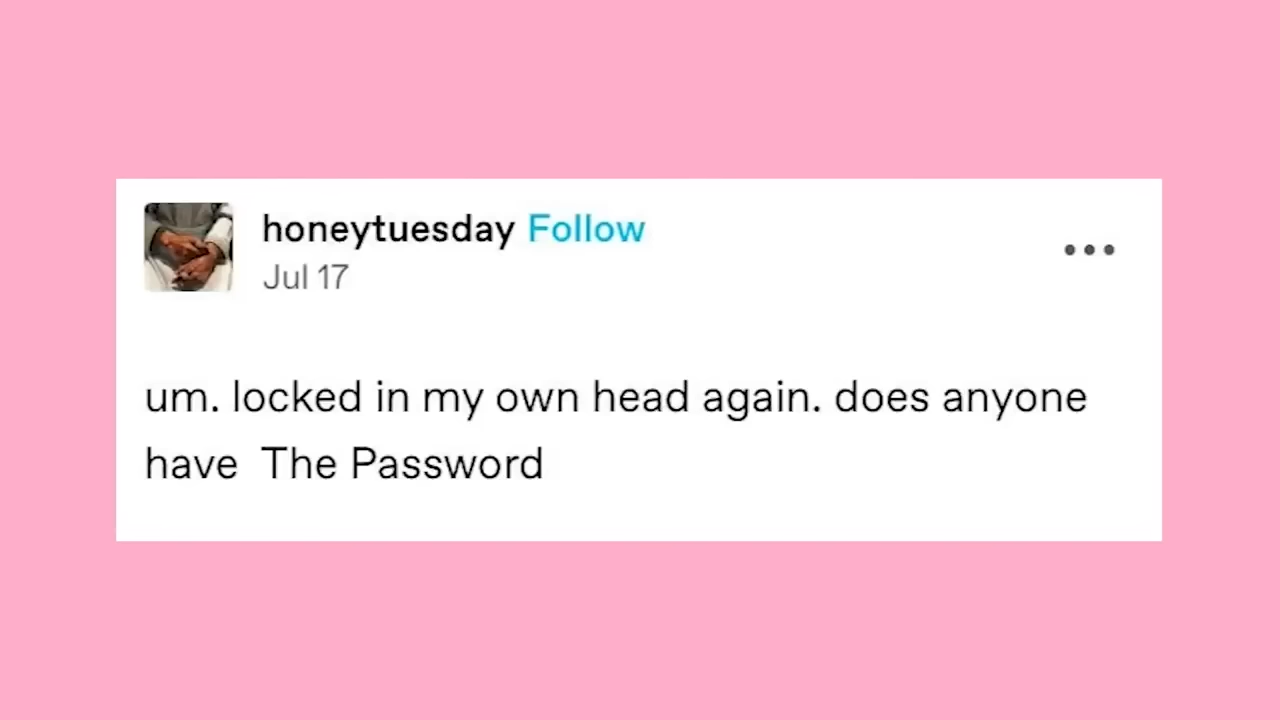 honeytuesday Follow
Jul 17
um. locked in my own head again. does anyone
have  The Password